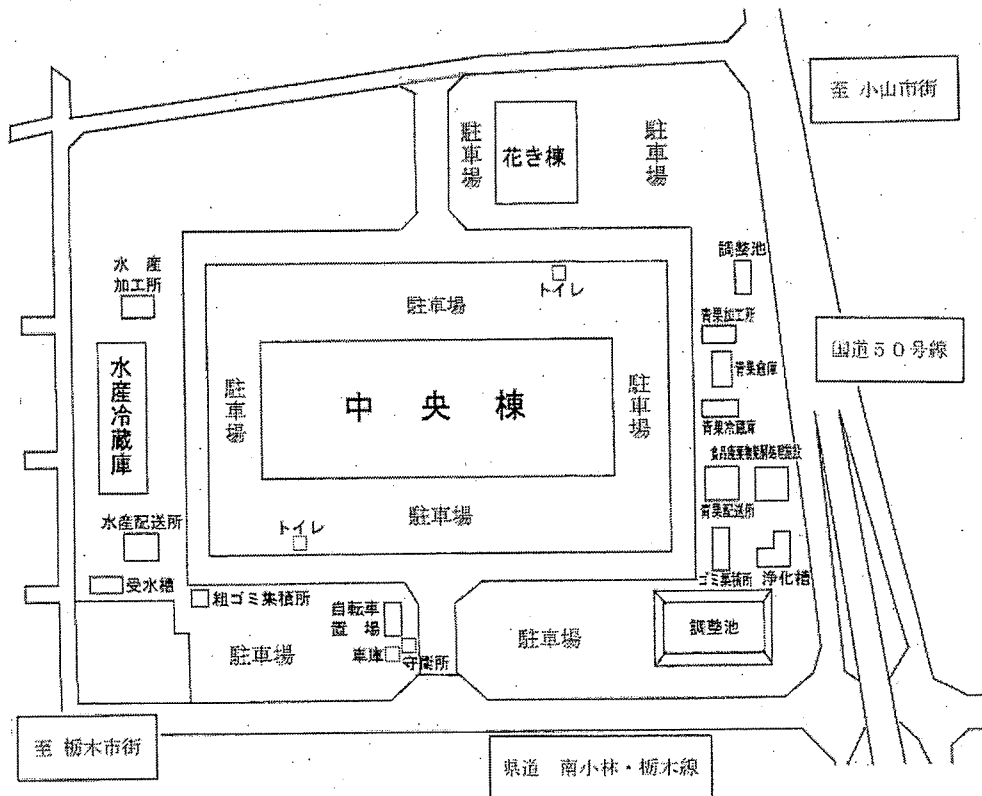 至 小山市街
駐車場
花き棟
駐車場
調整池
水 産
加工所
トイレ
駐車場
青果加工所
国道50号線
青果倉庫
水産冷蔵庫
駐車場
中 央 棟
駐車場
青果冷蔵庫
駐車場
水産配送所
トイレ
青果配送所
受水槽
粗ゴミ集積所
ゴミ集積所
浄化槽
自転車
置 場
駐車場
車庫
守衛所
駐車場
調整池
至 栃木市街
県道 南小林・栃木線